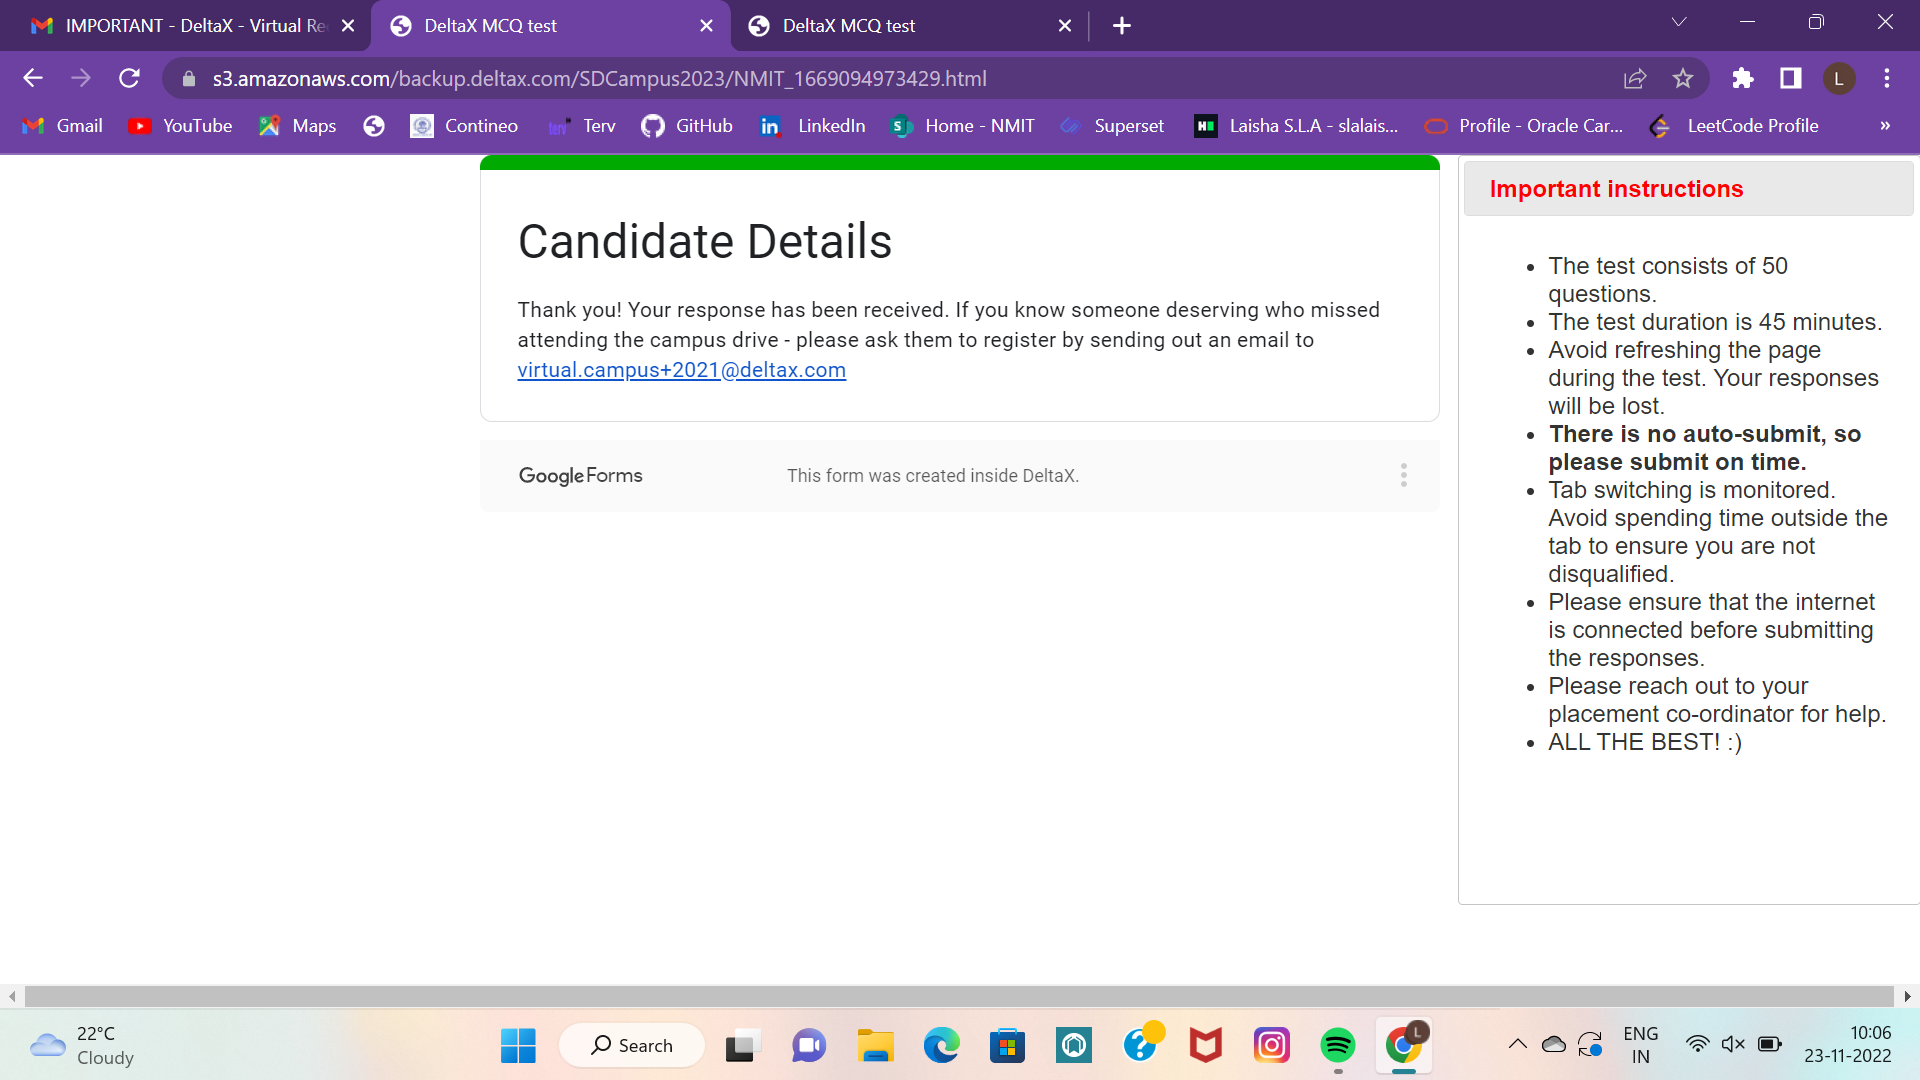 IMPORTANT - DeltaX - Virtual Re
DeltaX MCQ test
DeltaX MCQ test
s3.amazonaws.com/backup.deltax.com/SDCampus2023/NMIT_1669094973429.html
L
Gmail
YouTube
Maps
Contineo
Terv
GitHub
LinkedIn
Home - NMIT
Superset
Laisha S.L.A - slalais...
Profile - Oracle Car...
LeetCode Profile
»
Candidate Details
Thank you! Your response has been received. If you know someone deserving who missed
attending the campus drive - please ask them to register by sending out an email to
virtual.campus+2021@deltax.com
Google Forms
This form was created inside DeltaX.
Important instructions
• The test consists of 50
questions.
• The test duration is 45 minutes.
• Avoid refreshing the page
during the test. Your responses
will be lost.
• There is no auto-submit, so
please submit on time.
• Tab switching is monitored.
Avoid spending time outside the
tab to ensure you are not
disqualified.
• Please ensure that the internet
is connected before submitting
the responses.
• Please reach out to your
placement co-ordinator for help.
• ALL THE BEST! :)
22°C
Cloudy
Search
L
ENG
IN
10:06
23-11-2022